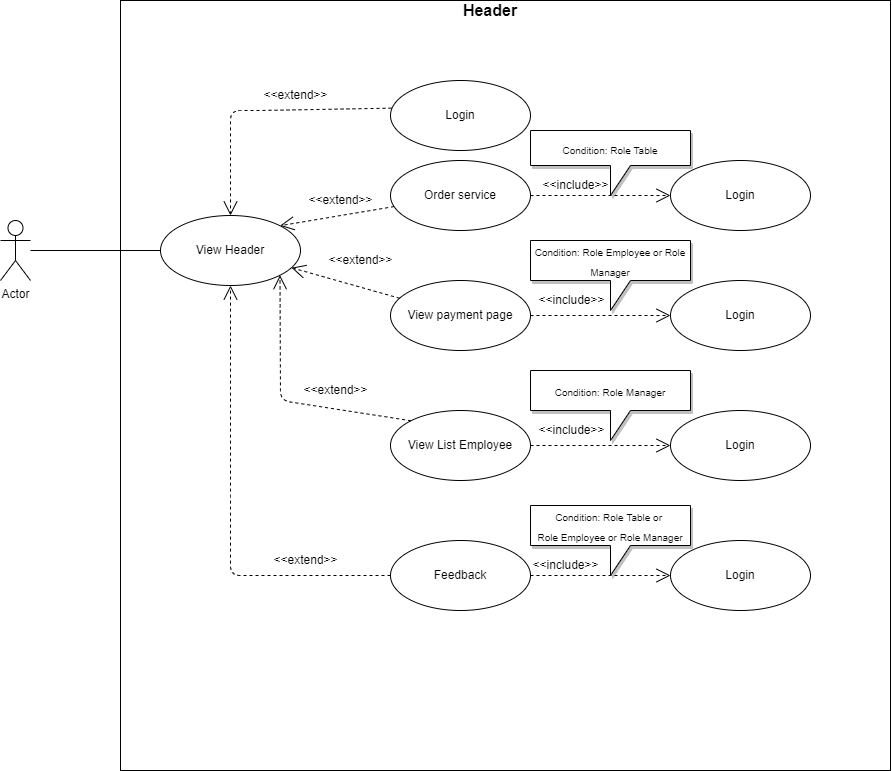 Header
<<extend>>
Login
Condition: Role Table
<<extend>>
Order service
<<include>>
Login
View Header
Actor
<<extend>>
Condition: Role Employee or Role
Manager
<<include>>
View payment page
Login
<<extend>>
Condition: Role Manager
<<include>>
View List Employee
Login
Condition: Role Table or
Role Employee or Role Manager
<<extend>>
<<include>>
Feedback
Login